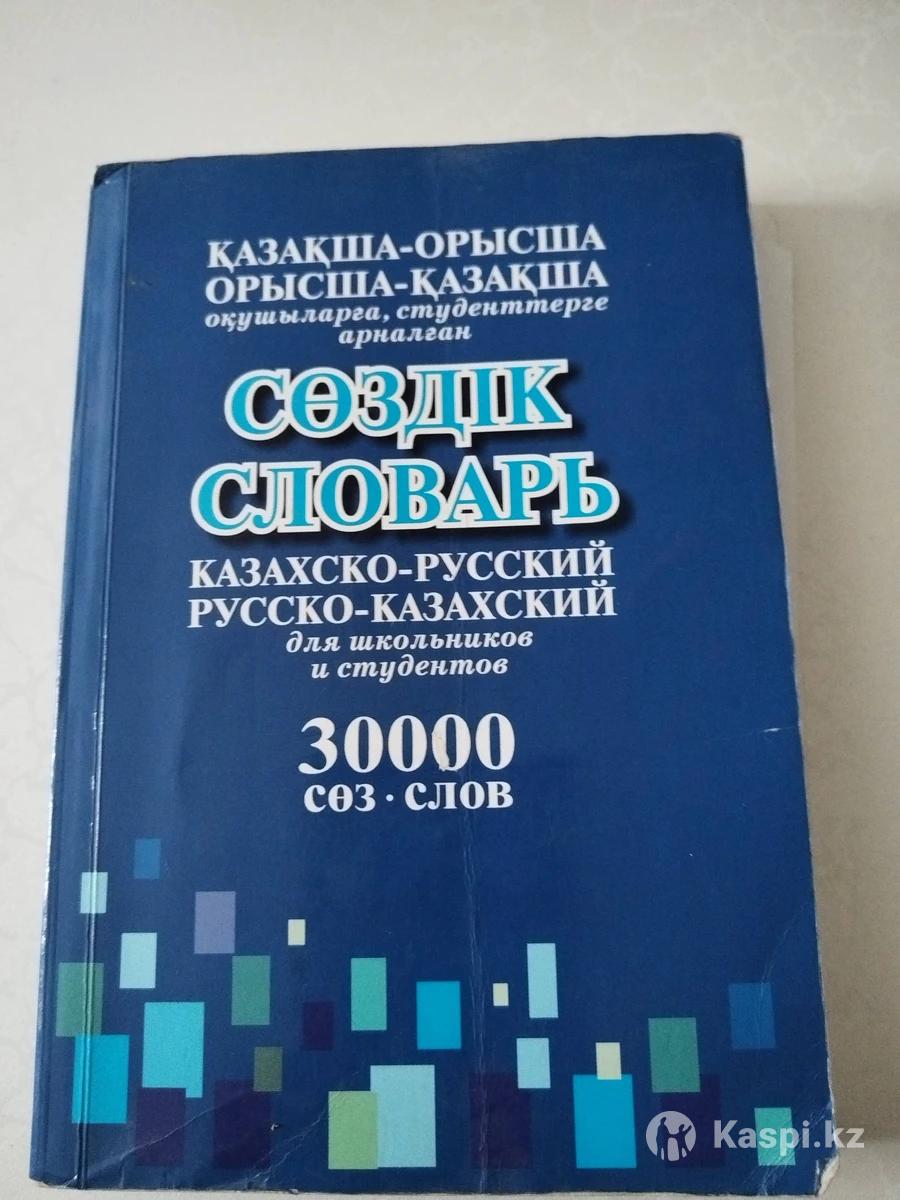 ҚАЗАҚША-ОРЫСША
ОРЫСША-ҚАЗАҚША
оқушыларға, студенттерге
арналған
СӨЗДІК
СЛОВАРЬ
КАЗАХСКО-РУССКИЙ
РУССКО-КАЗАХСКИЙ
для школьников
и студентов
30000
СӨЗ · СЛОВ
Kaspi.kz